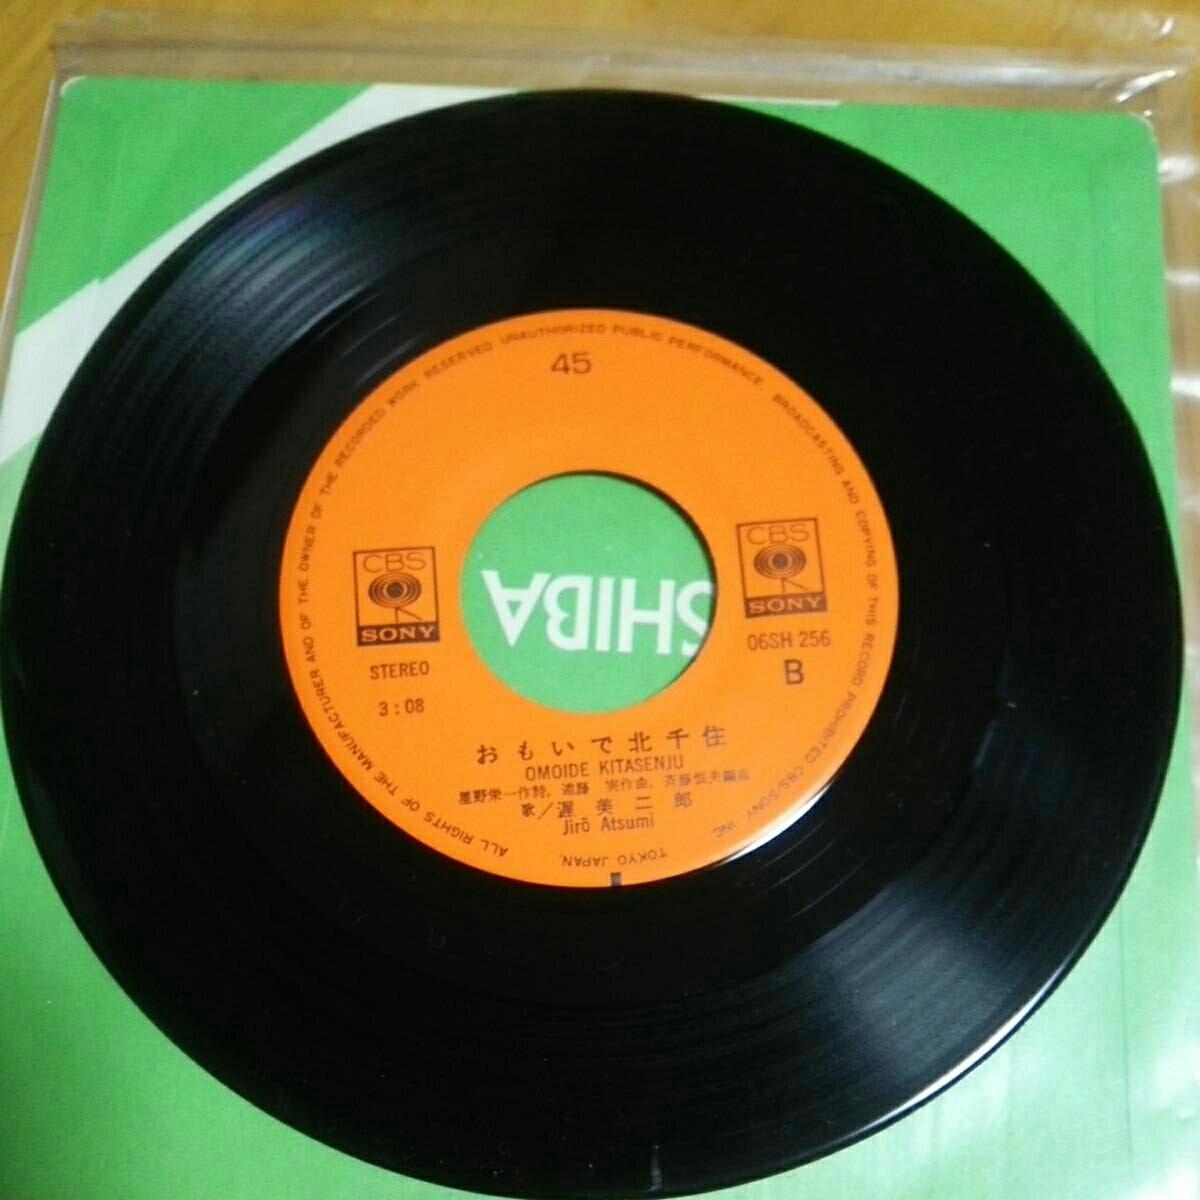 45
CBS
SONY
CBS
SONY
STEREO
06SH 256
3:08
B
おもいで北千住
OMOIDE KITASENJU
星野栄一作詩, 遠藤 実作曲, 斉藤恒夫編曲
歌/渥美二郎
Jirō Atsumi
ALL RIGHTS OF THE MANUFACTURER AND OF THE OWNER OF THE RECORDED WORK RESERVED UNAUTHORIZED PUBLIC PERFORMANCE, BROADCASTING AND COPYING OF THIS RECORD PROHIBITED CBS/SONY INC. TOKYO JAPAN.
SHIBA